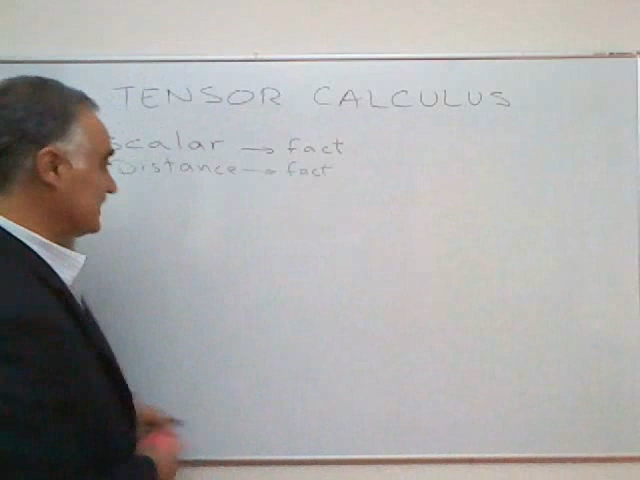 TENSOR CALCULUS
Scalar → fact
Distance → fact